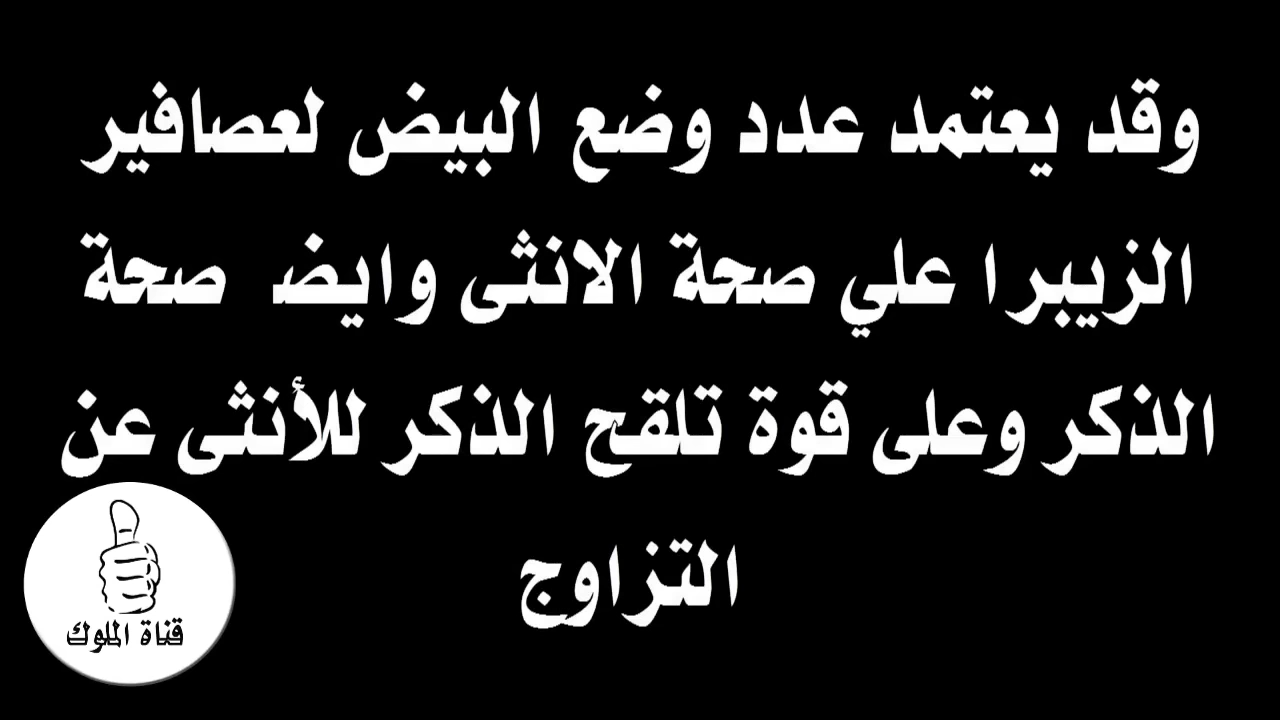 وقد يعتمد عدد وضع البيض لعصافير
الزيبرا علي صحة الانثى وايضـ صحة
الذكر وعلى قوة تلقح الذكر للأنثى عن
التزاوج
قناة الملوك